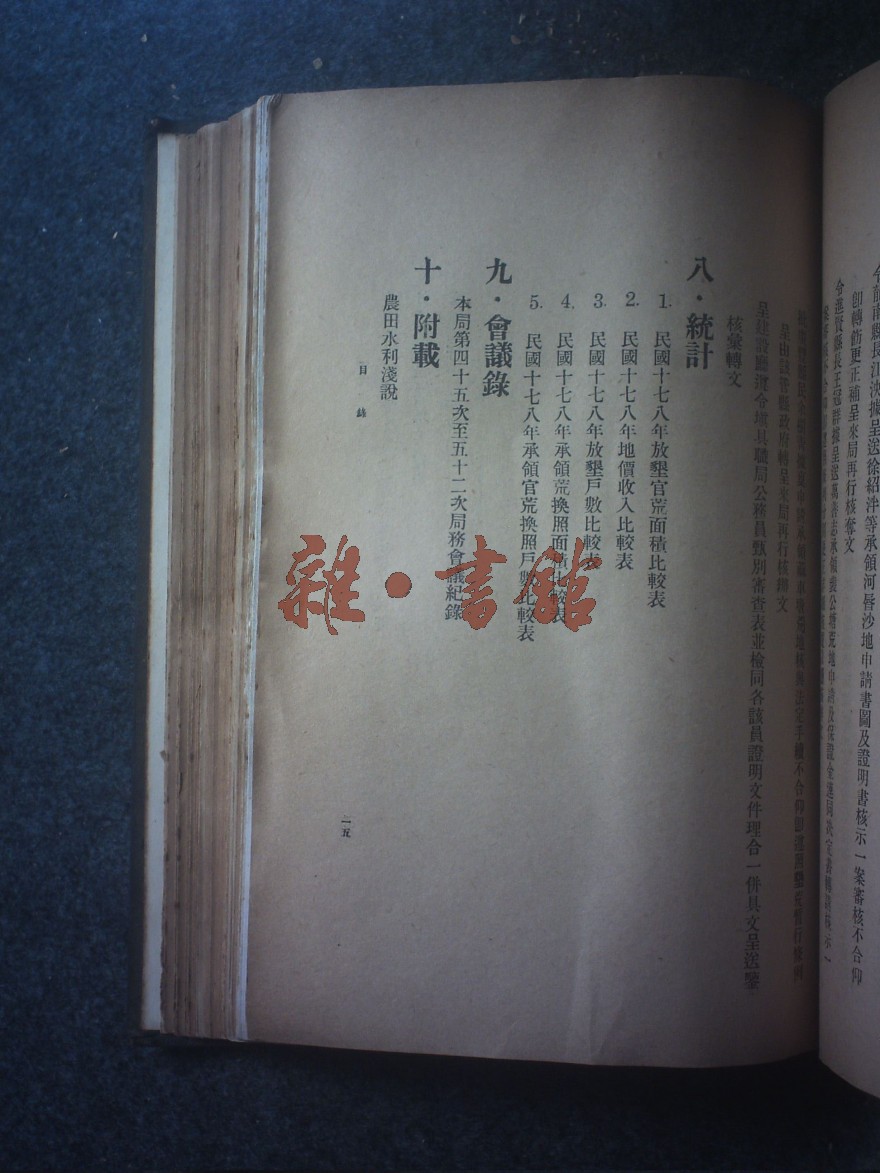 令龍南縣長江泱據呈送徐紹泮等承領河唇沙地申請書圖及證明書核示一案審核不合仰
卽轉飭更正補呈來局再行核奪文
呈建設廳遵令塡具職局公務員甄別審查表並檢同各該員證明文件理合一併具文呈送鑒
核彙轉文
八·統計
1. 民國十七八年放墾官荒面積比較表
2. 民國十七八年地價收入比較表
3. 民國十七八年放墾戶數比較表
4. 民國十七八年承領荒換照面積比較表
5. 民國十七八年承領官荒換照戶數比較表
九·會議錄
本局第四十五次至五十二次局務會議紀錄
十·附載
農田水利淺說
目錄
一五
雜·書館